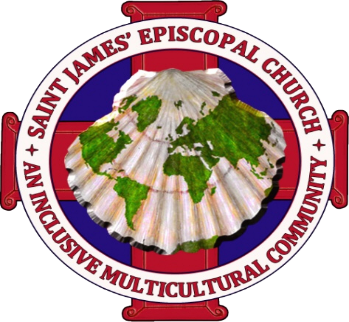 SAINT JAMES' EPISCOPAL CHURCH
AN INCLUSIVE MULTICULTURAL COMMUNITY